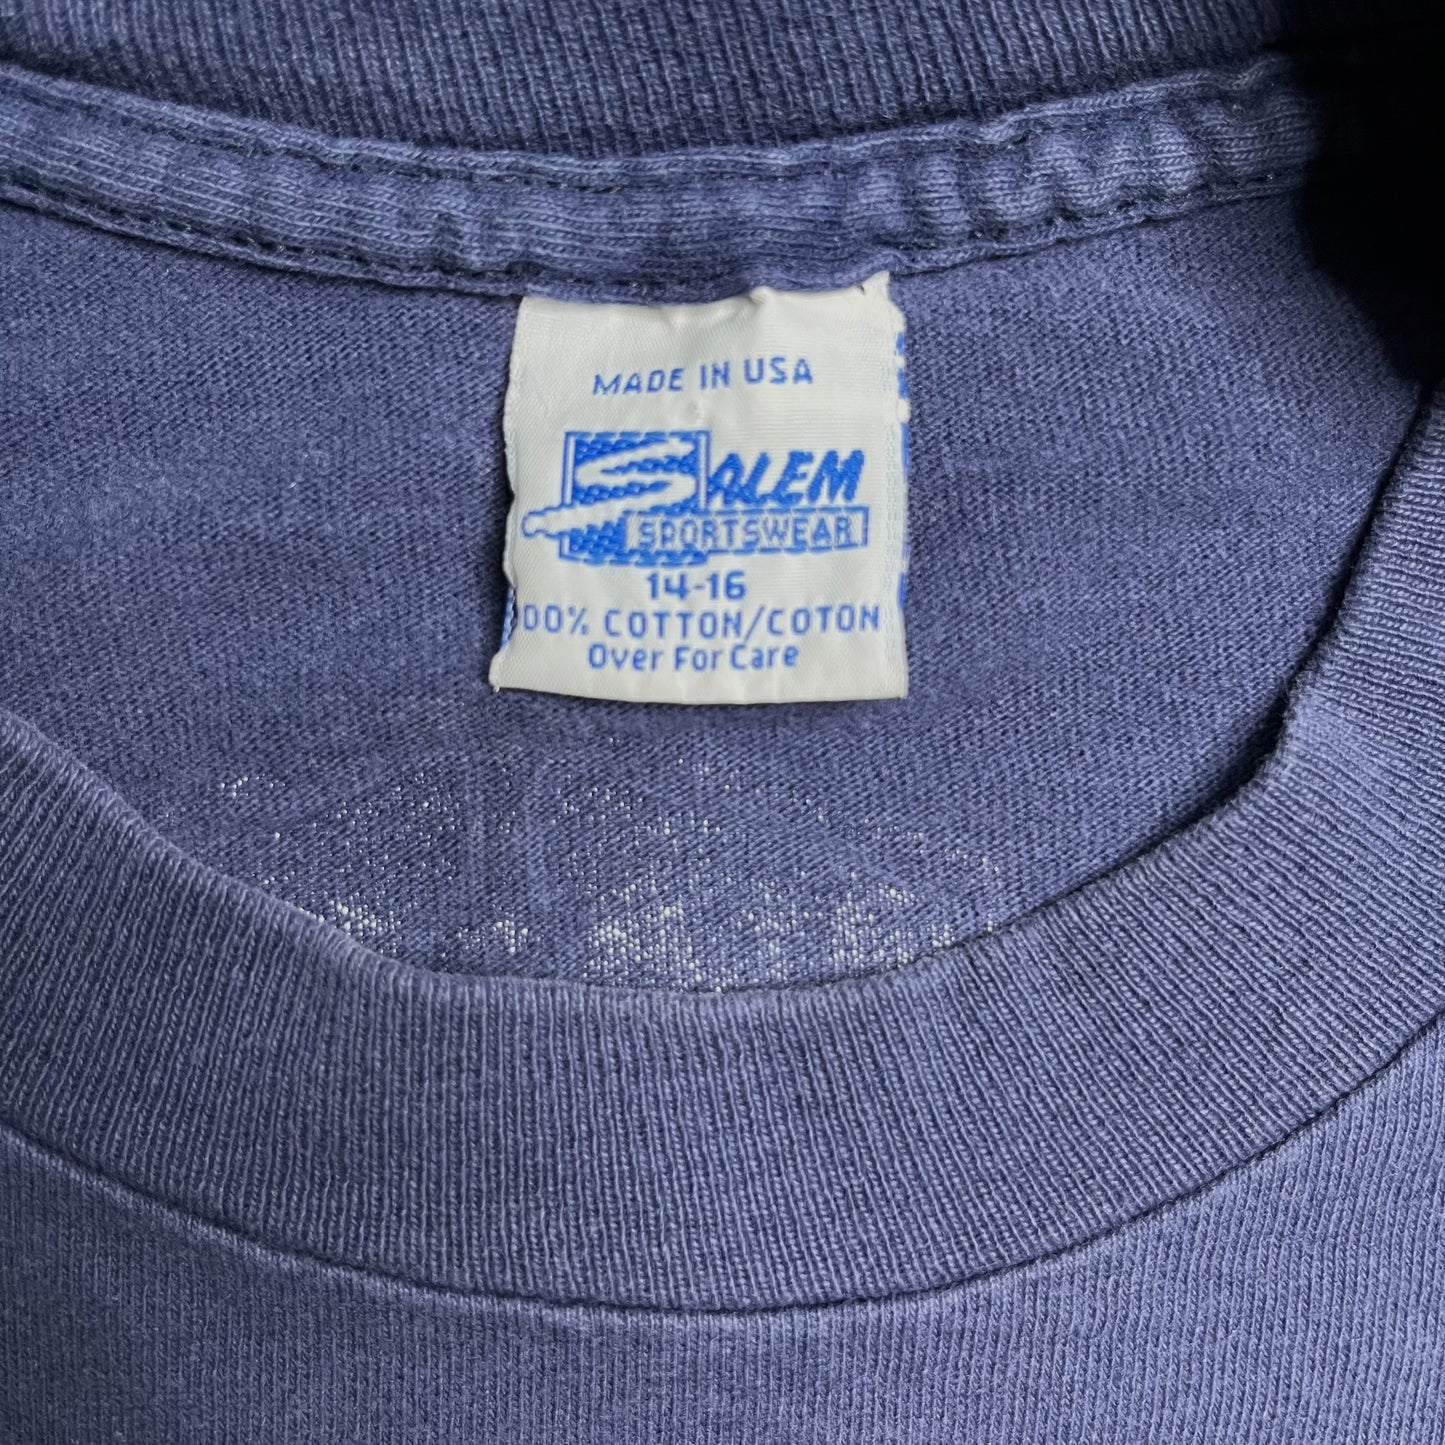 MADE IN USA
SALEM
SPORTSWEAR
14-16
00% COTTON/COTON
Over For Care